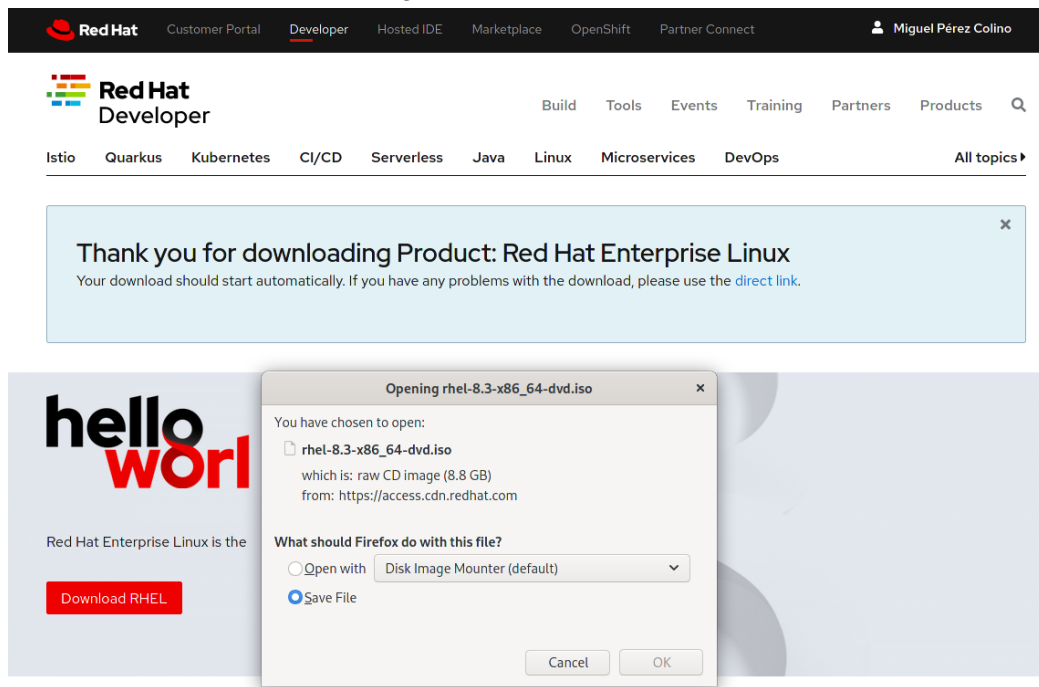 Red Hat Customer Portal Developer Hosted IDE Marketplace OpenShift Partner Connect Miguel Pérez Colino
Red Hat
Developer
Build Tools Events Training Partners Products
Istio Quarkus Kubernetes CI/CD Serverless Java Linux Microservices DevOps All topics
Thank you for downloading Product: Red Hat Enterprise Linux
Your download should start automatically. If you have any problems with the download, please use the direct link.
hello
worl
Red Hat Enterprise Linux is the
Download RHEL
Opening rhel-8.3-x86_64-dvd.iso
You have chosen to open:
rhel-8.3-x86_64-dvd.iso
which is: raw CD image (8.8 GB)
from: https://access.cdn.redhat.com
What should Firefox do with this file?
Open with Disk Image Mounter (default)
Save File
Cancel OK